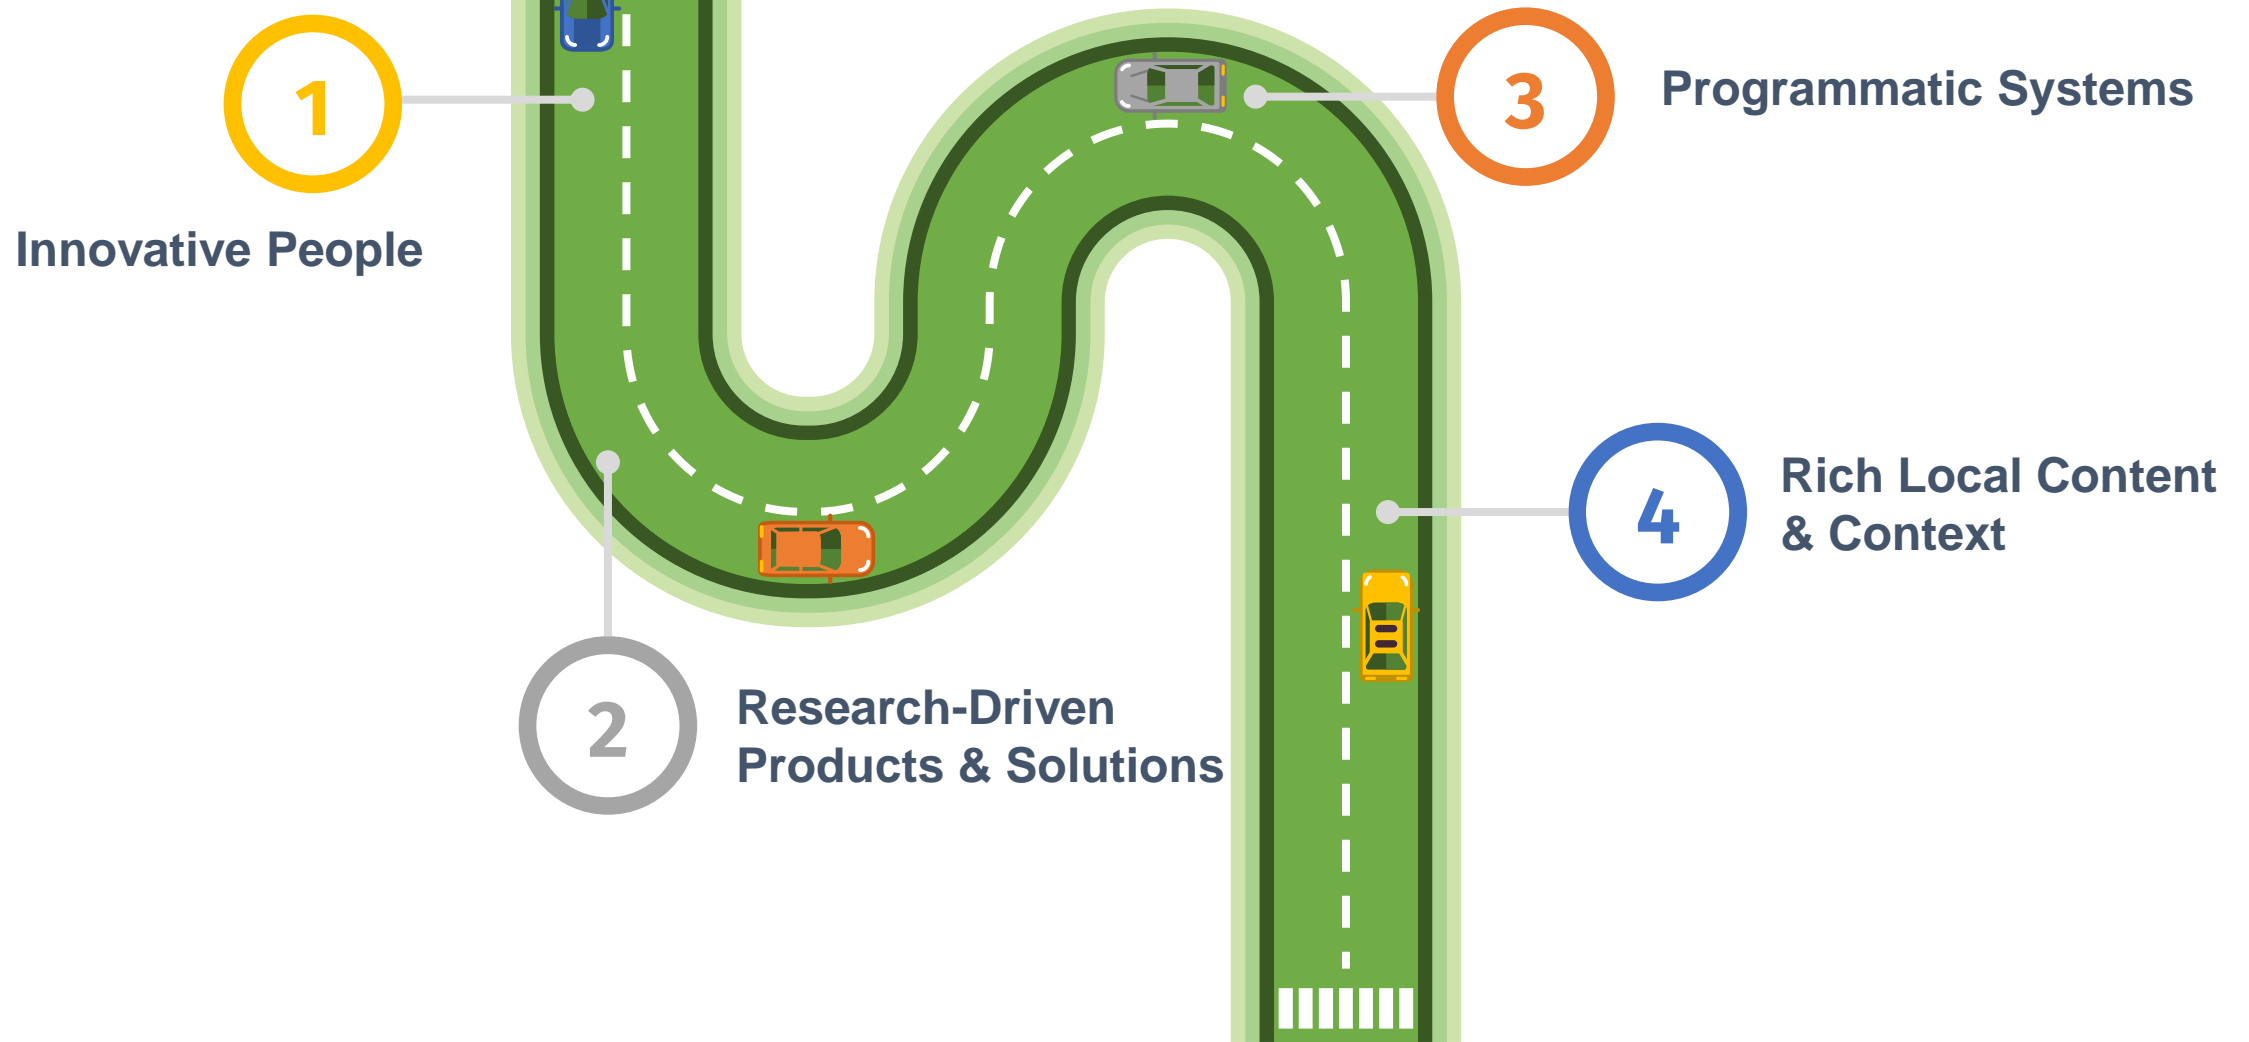 1
Innovative People
2
Research-Driven
Products & Solutions
3
Programmatic Systems
4
Rich Local Content
& Context